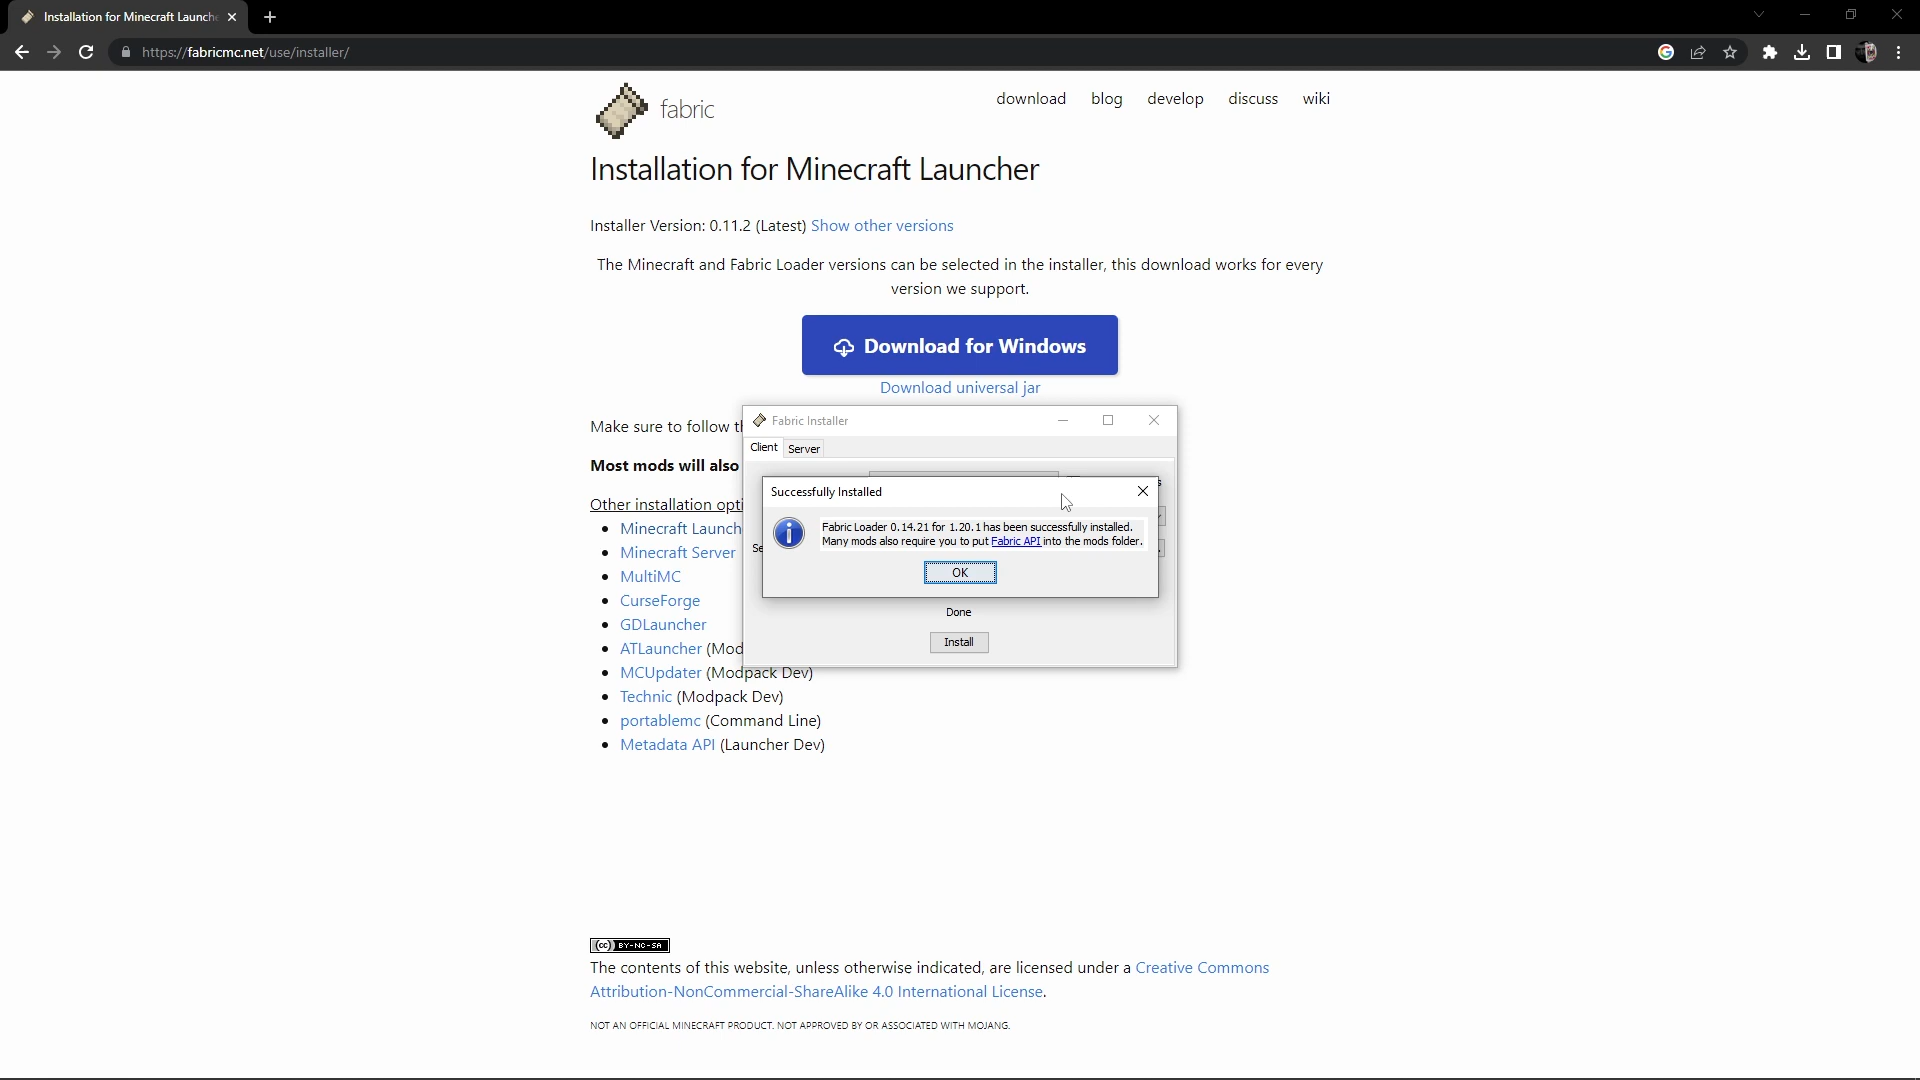 Installation for Minecraft Launche
https://fabricmc.net/use/installer/
fabric
download blog develop discuss wiki
Installation for Minecraft Launcher
Installer Version: 0.11.2 (Latest) Show other versions
The Minecraft and Fabric Loader versions can be selected in the installer, this download works for every
version we support.
Download for Windows
Download universal jar
Make sure to follow th
Most mods will also
Other installation opti
Minecraft Launch
Minecraft Server
MultiMC
CurseForge
GDLauncher
ATLauncher (Mod
MCUpdater (Modpack Dev)
Technic (Modpack Dev)
portablemc (Command Line)
Metadata API (Launcher Dev)
Fabric Installer
Client Server
Se
Successfully Installed
Fabric Loader 0.14.21 for 1.20.1 has been successfully installed.
Many mods also require you to put Fabric API into the mods folder.
OK
Done
Install
(cc) BY-NC-SA
The contents of this website, unless otherwise indicated, are licensed under a Creative Commons
Attribution-NonCommercial-ShareAlike 4.0 International License.
NOT AN OFFICIAL MINECRAFT PRODUCT. NOT APPROVED BY OR ASSOCIATED WITH MOJANG.